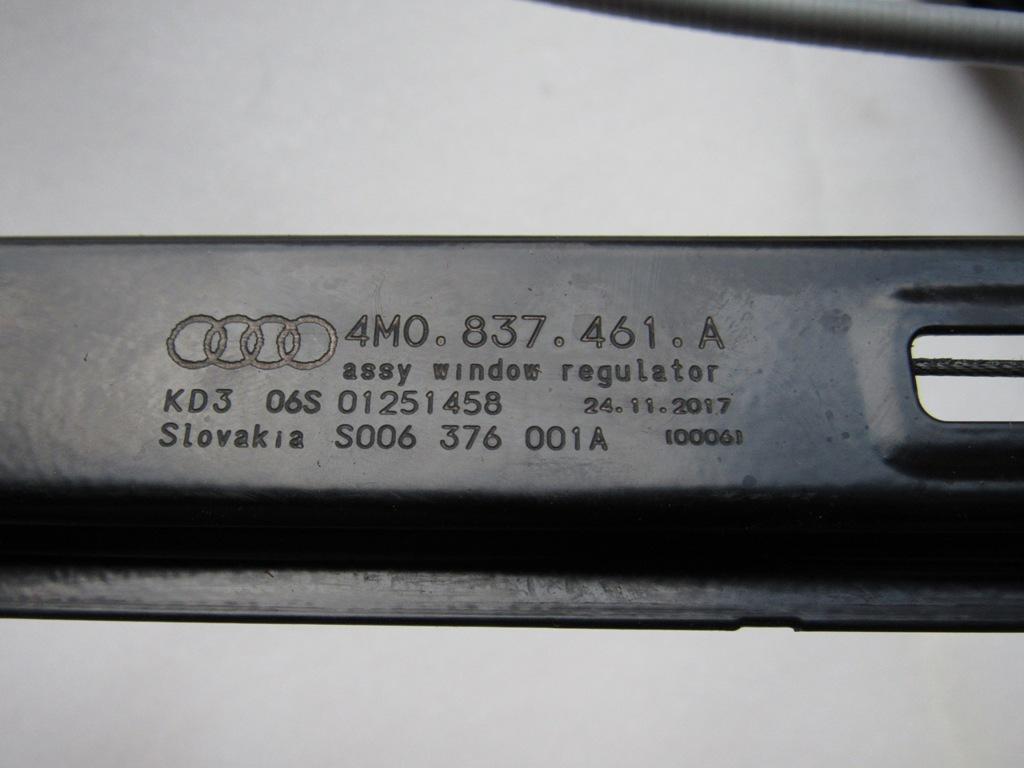 4M0.837.461.A
assy window regulator
KD3 06S 01251458 24.11.2017
Slovakia S006 376 001A 100061